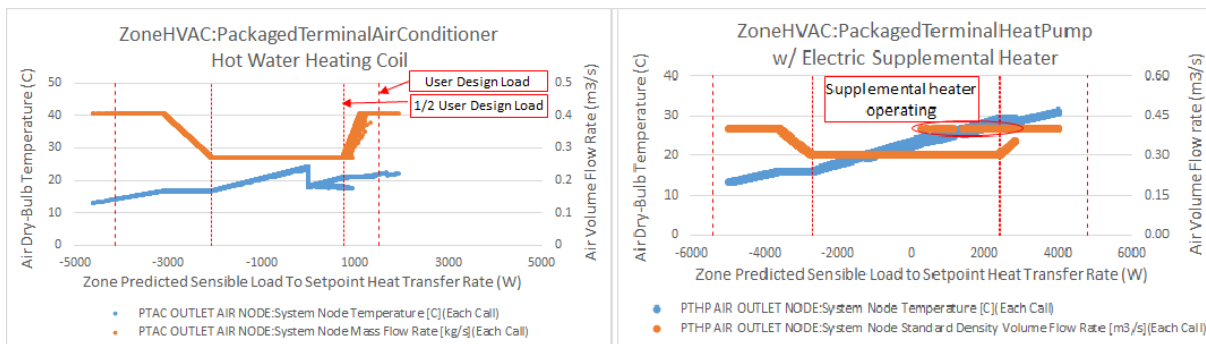 ZoneHVAC:PackagedTerminalAirConditioner
Hot Water Heating Coil
User Design Load
1/2 User Design Load
Air Dry-Bulb Temperature (C)
50
40
30
20
10
0
0.5
0.4
0.3
0.2
0.1
0
Air Volume Flow Rate (m3/s)
-5000
-3000
-1000
1000
3000
5000
Zone Predicted Sensible Load To Setpoint Heat Transfer Rate (W)
PTAC OUTLET AIR NODE:System Node Temperature [C](Each Call)
PTAC OUTLET AIR NODE:System Node Mass Flow Rate [kg/s](Each Call)
ZoneHVAC:PackagedTerminalHeatPump
w/ Electric Supplemental Heater
Supplemental heater
operating
Air Dry-Bulb Temperature (C)
40
30
20
10
0
0.60
0.45
0.30
0.15
0.00
Air Volume Flow rate (m3/s)
-6000
-4000
-2000
0
2000
4000
6000
Zone Predicted Sensible Load to Setpoint Heat Transfer Rate (W)
PTHP AIR OUTLET NODE:System Node Temperature [C](Each Call)
PTHP AIR OUTLET NODE:System Node Standard Density Volume Flow Rate [m3/s](Each Call)